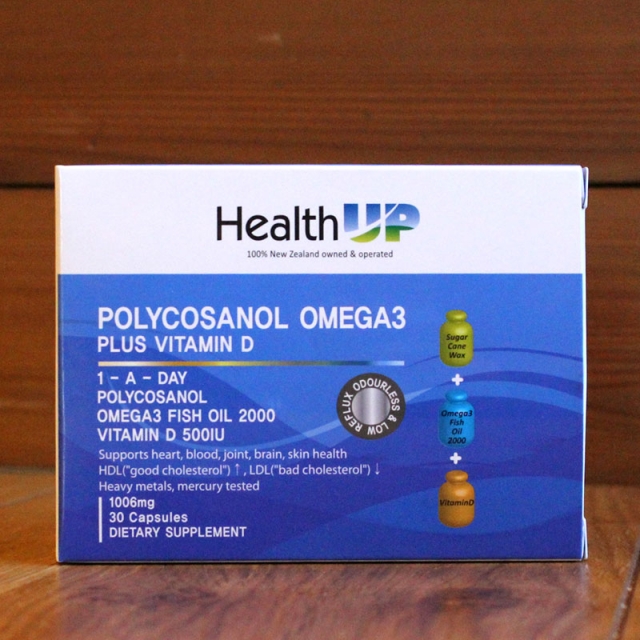 HealthUP
100% New Zealand owned & operated
POLYCOSANOL OMEGA3
PLUS VITAMIN D
1 - A - DAY
POLYCOSANOL
OMEGA3 FISH OIL 2000
VITAMIN D 500IU
Supports heart, blood, joint, brain, skin health
HDL("good cholesterol") ↑, LDL("bad cholesterol") ↓
Heavy metals, mercury tested
1006mg
30 Capsules
DIETARY SUPPLEMENT
ODOURLESS
& LOW REFLUX
Sugar
Cane
Wax
+
Omega3
Fish
Oil
2000
+
VitaminD